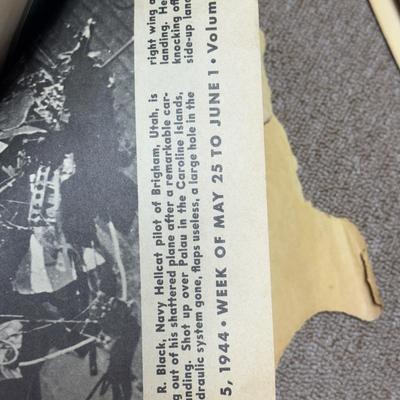 R. Black, Navy Hellcat pilot of Brigham, Utah, is
g out of his shattered plane after a remarkable car-
nding. Shot up over Palau in the Caroline Islands,
draulic system gone, flaps useless, a large hole in the
right wing a
landing. He
knocking off
side-up land
5, 1944 • WEEK OF MAY 25 TO JUNE 1 • Volum